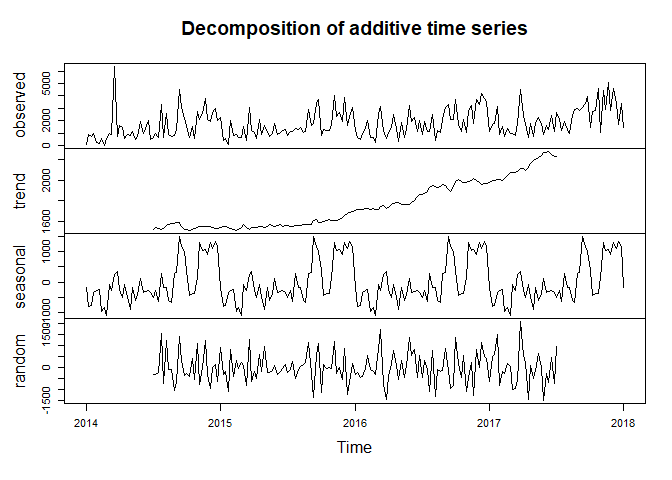 Decomposition of additive time series
observed
0 2000 5000
trend
1600 2000
seasonal
-1000 0 1000
random
-1500 0 1500
2014 2015 2016 2017 2018
Time